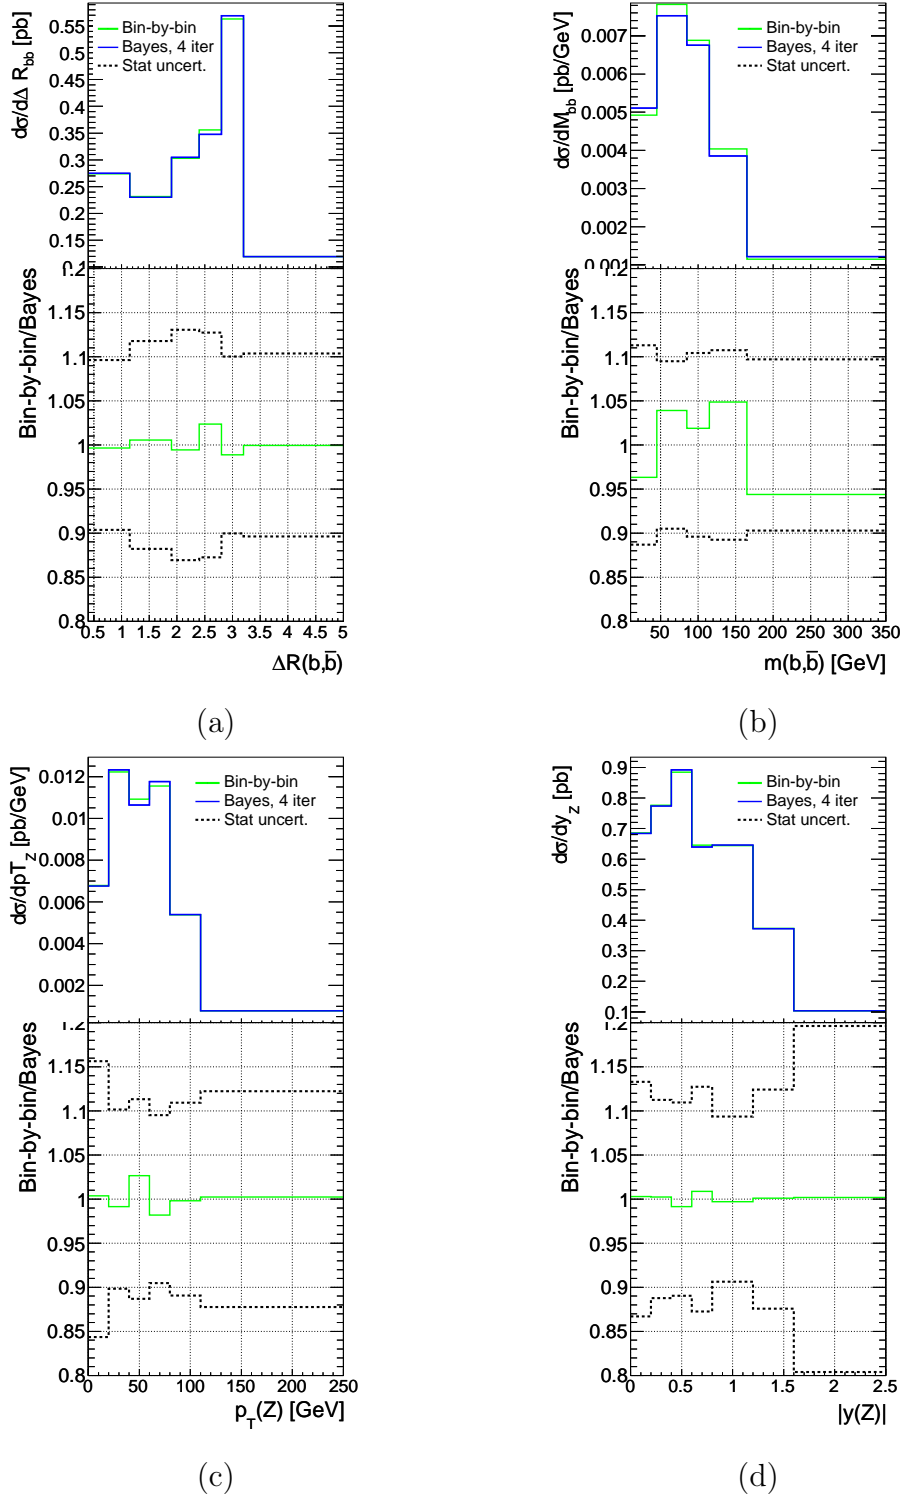 dσ/dΔ R_bb [pb]
0.55
0.5
0.45
0.4
0.35
0.3
0.25
0.2
0.15
0.1
Bin-by-bin
Bayes, 4 iter
Stat uncert.
Bin-by-bin/Bayes
1.2
1.15
1.1
1.05
1
0.95
0.9
0.85
0.8
0.5 1 1.5 2 2.5 3 3.5 4 4.5 5
ΔR(b,b̄)
(a)
dσ/dM_bb [pb/GeV]
0.007
0.006
0.005
0.004
0.003
0.002
0.001
Bin-by-bin
Bayes, 4 iter
Stat uncert.
Bin-by-bin/Bayes
1.2
1.15
1.1
1.05
1
0.95
0.9
0.85
0.8
50 100 150 200 250 300 350
m(b,b̄) [GeV]
(b)
dσ/dpT_Z [pb/GeV]
0.012
0.01
0.008
0.006
0.004
0.002
Bin-by-bin
Bayes, 4 iter
Stat uncert.
Bin-by-bin/Bayes
1.2
1.15
1.1
1.05
1
0.95
0.9
0.85
0.8
0 50 100 150 200 250
p_T(Z) [GeV]
(c)
dσ/dy_Z [pb]
0.9
0.8
0.7
0.6
0.5
0.4
0.3
0.2
0.1
Bin-by-bin
Bayes, 4 iter
Stat uncert.
Bin-by-bin/Bayes
1.2
1.15
1.1
1.05
1
0.95
0.9
0.85
0.8
0 0.5 1 1.5 2 2.5
|y(Z)|
(d)